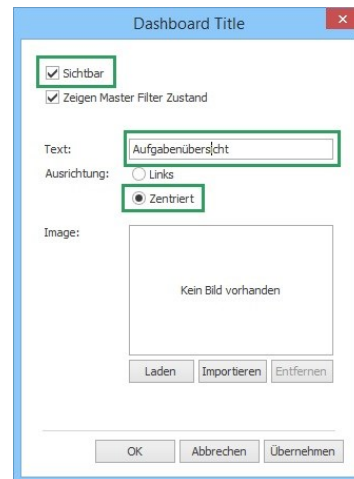 Dashboard Title
Sichtbar
Zeigen Master Filter Zustand
Text: Aufgabenübersicht
Ausrichtung: Links
Zentriert
Image:
Kein Bild vorhanden
Laden Importieren Entfernen
OK Abbrechen Übernehmen